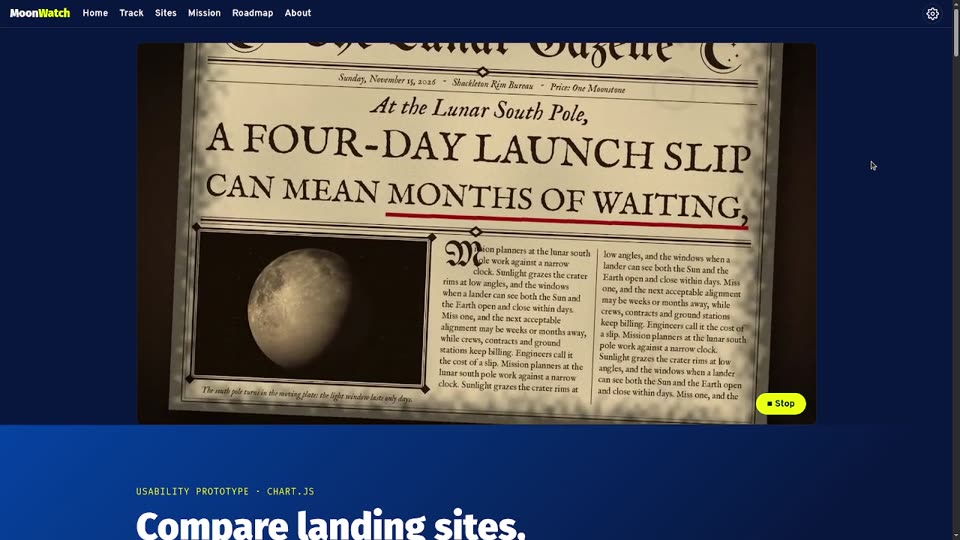 MoonWatch Home Track Sites Mission Roadmap About
The Lunar Gazette
Sunday, November 15, 2026 - Shackleton Rim Bureau - Price: One Moonstone
At the Lunar South Pole,
A FOUR-DAY LAUNCH SLIP
CAN MEAN MONTHS OF WAITING,
Mission planners at the lunar south
pole work against a narrow
clock. Sunlight grazes the crater
rims at low angles, and the windows
when a lander can see both the Sun and
the Earth open and close within days.
Miss one, and the next acceptable
alignment may be weeks or months away,
while crews, contracts and ground
stations keep billing. Engineers call it
the cost of a slip. Mission planners at the
lunar south pole work against a narrow
clock. Sunlight grazes the crater rims at
low angles, and the windows when a
lander can see both the Sun and the
Earth open and close within days. Miss
one, and the next acceptable alignment
may be weeks or months away, while
crews, contracts and ground stations
keep billing. Engineers call it the cost of
a slip. Mission planners at the lunar south
pole work against a narrow clock.
Sunlight grazes the crater rims at low
angles, and the windows when a lander
can see both the Sun and the Earth open
and close within days. Miss one, and the
The south pole turns in the moving plate: the light window lasts only days.
Stop
USABILITY PROTOTYPE - CHART.JS
Compare landing sites.